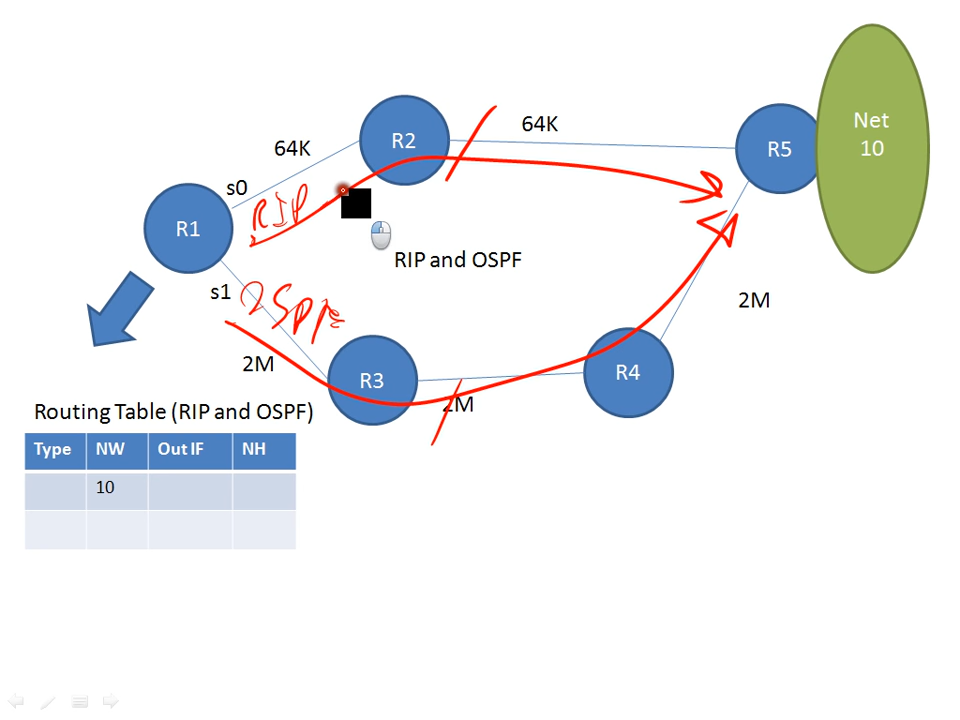 64K
64K
R2
R5
Net
10
s0
RIP
R1
RIP and OSPF
s1
2M
2M
R3
R4
2M
Routing Table (RIP and OSPF)
Type NW Out IF NH
10